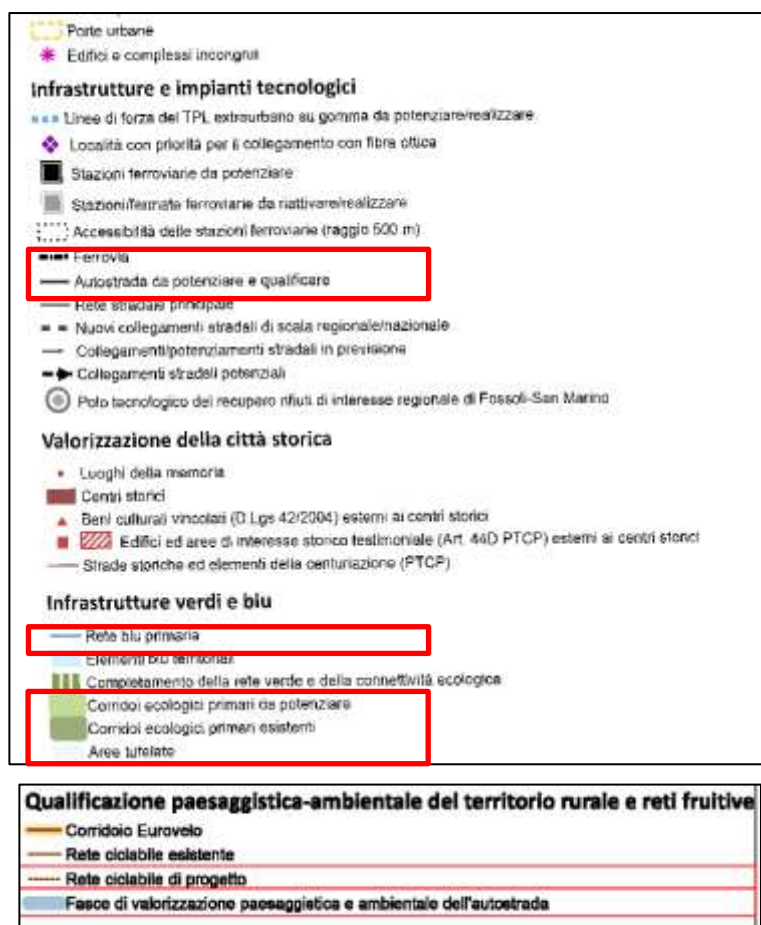 Porte urbane
Edifici e complessi incongrui
Infrastrutture e impianti tecnologici
Linee di forza del TPL extraurbano su gomma da potenziare/realizzare
Località con priorità per il collegamento con fibra ottica
Stazioni ferroviarie da potenziare
Stazioni/fermate ferroviarie da riattivare/realizzare
Accessibilità delle stazioni ferroviarie (raggio 500 m)
Ferrovia
Autostrada da potenziare e qualificare
Rete stradale principale
Nuovi collegamenti stradali di scala regionale/nazionale
Collegamenti/potenziamenti stradali in previsione
Collegamenti stradali potenziali
Polo tecnologico del recupero rifiuti di interesse regionale di Fossoli-San Marino
Valorizzazione della città storica
Luoghi della memoria
Centri storici
Beni culturali vincolati (D.Lgs 42/2004) esterni ai centri storici
Edifici ed aree di interesse storico testimoniale (Art. 44D PTCP) esterni ai centri storici
Strade storiche ed elementi della centuriazione (PTCP)
Infrastrutture verdi e blu
Rete blu primaria
Elementi blu territoriali
Completamento della rete verde e della connettività ecologica
Corridoi ecologici primari da potenziare
Corridoi ecologici primari esistenti
Aree tutelate
Qualificazione paesaggistica-ambientale del territorio rurale e reti fruitive
Corridoio Eurovelo
Rete ciclabile esistente
Rete ciclabile di progetto
Fasce di valorizzazione paesaggistica e ambientale dell'autostrada